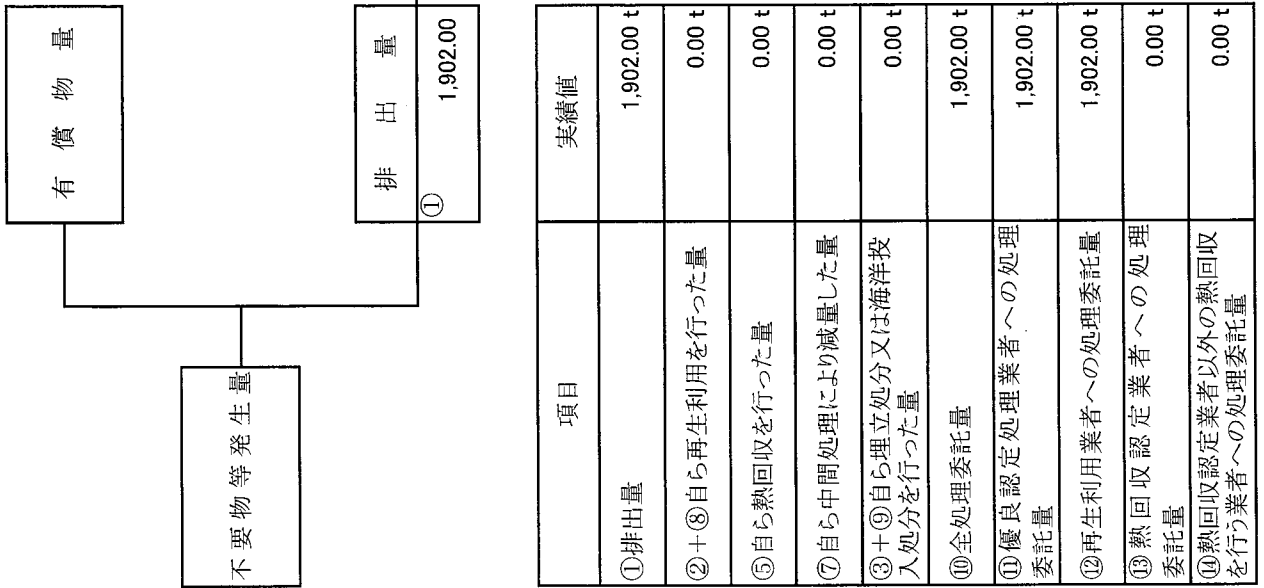 有償物量
不要物等発生量
排出量
①
1,902.00
項目 実績値
①排出量 1,902.00 t
②+⑧自ら再生利用を行った量 0.00 t
⑤自ら熱回収を行った量 0.00 t
⑦自ら中間処理により減量した量 0.00 t
③+⑨自ら埋立処分又は海洋投
入処分を行った量 0.00 t
⑩全処理委託量 1,902.00 t
⑪優良認定処理業者への処理
委託量 1,902.00 t
⑫再生利用業者への処理委託量 1,902.00 t
⑬熱回収認定業者への処理
委託量 0.00 t
⑭熱回収認定業者以外の熱回収
を行う業者への処理委託量 0.00 t